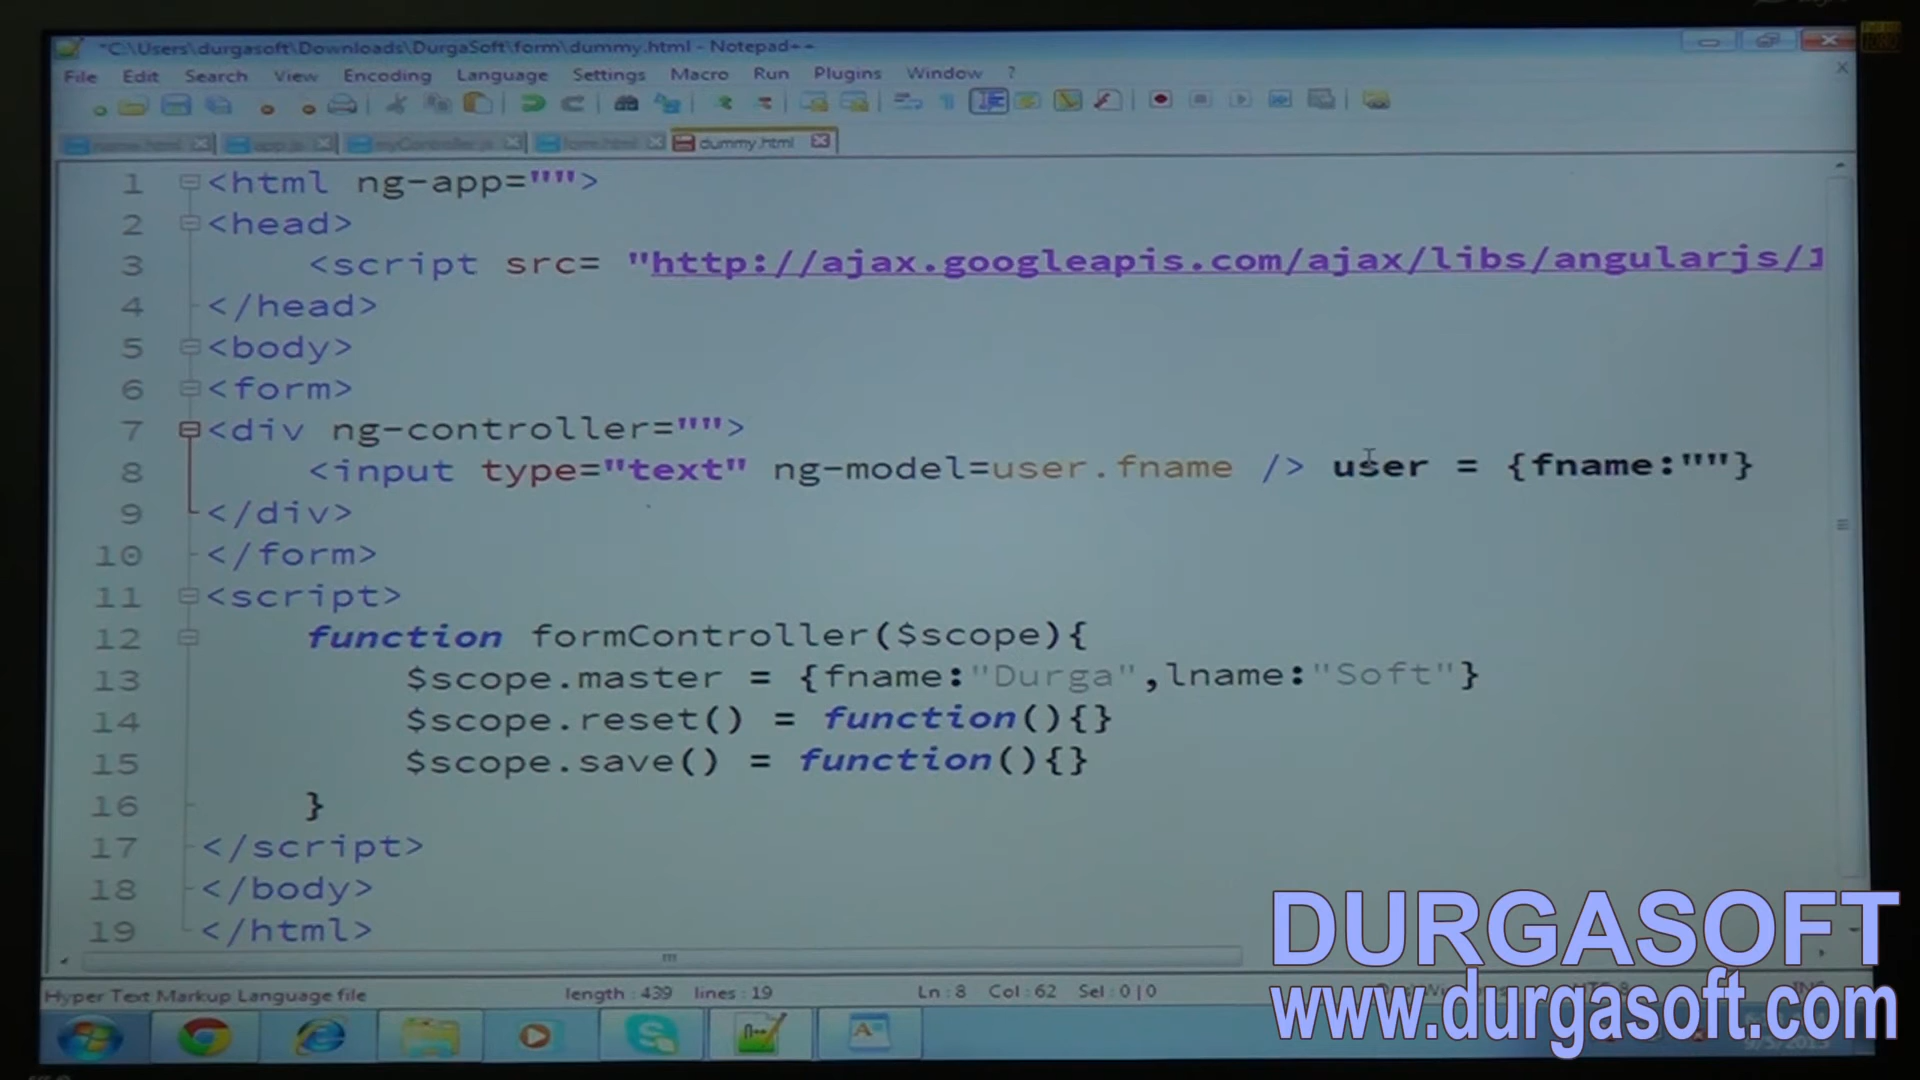 *C:\Users\durgasoft\Downloads\DurgaSoft\form\dummy.html - Notepad++
File Edit Search View Encoding Language Settings Macro Run Plugins Window ?
dummy.html
1 <html ng-app="">
2 <head>
3 <script src= "http://ajax.googleapis.com/ajax/libs/angularjs/1
4 </head>
5 <body>
6 <form>
7 <div ng-controller="">
8 <input type="text" ng-model=user.fname /> user = {fname:""}
9 </div>
10 </form>
11 <script>
12 function formController($scope){
13 $scope.master = {fname:"Durga",lname:"Soft"}
14 $scope.reset() = function(){}
15 $scope.save() = function(){}
16 }
17 </script>
18 </body>
19 </html>
Hyper Text Markup Language file length : 439 lines : 19 Ln : 8 Col : 62 Sel : 0 | 0
DURGASOFT
www.durgasoft.com